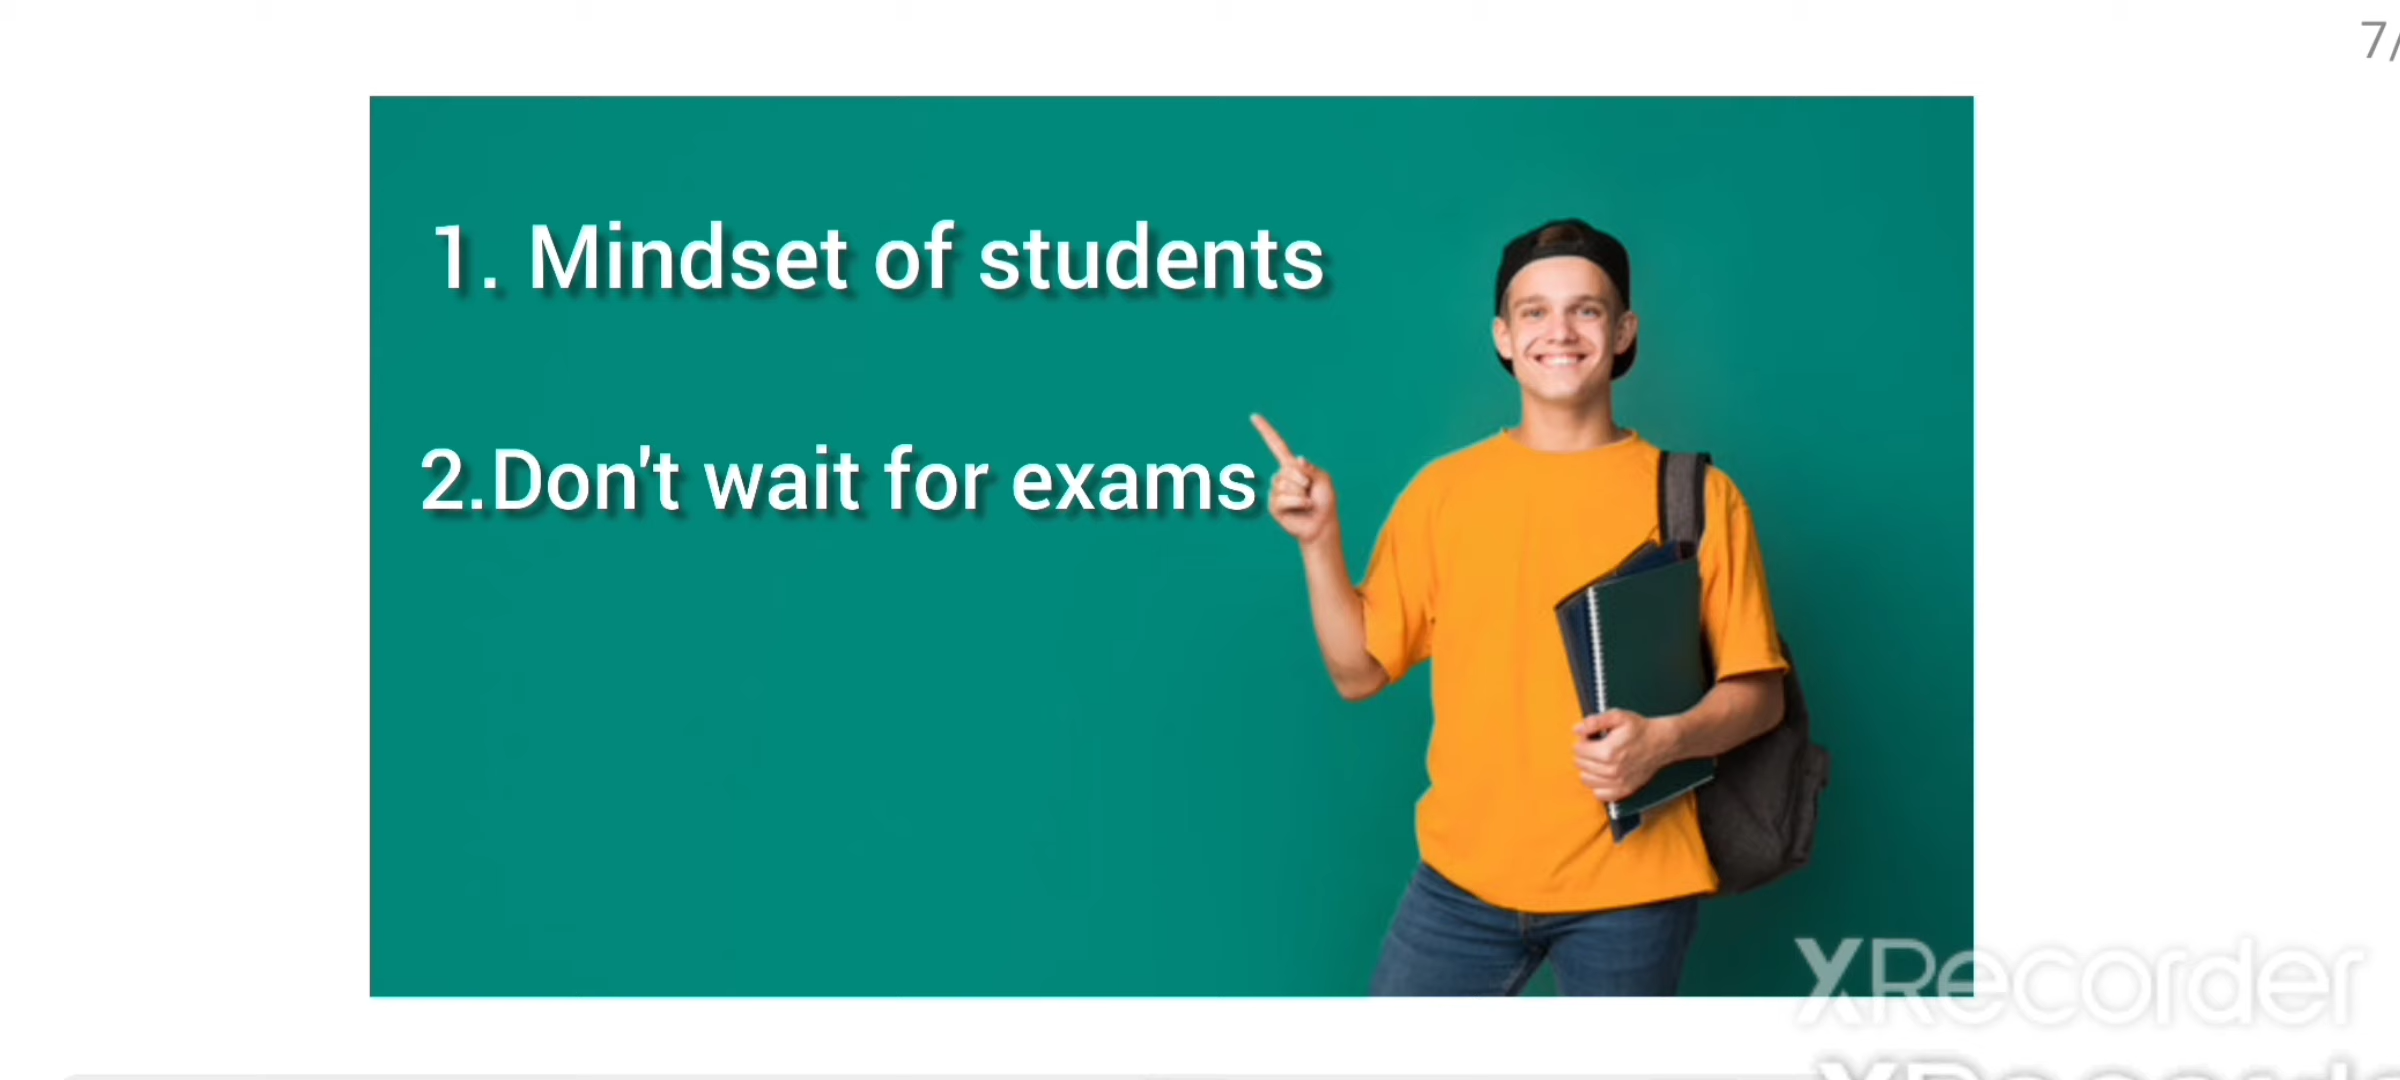 7/
1. Mindset of students
2.Don't wait for exams
XRecorder